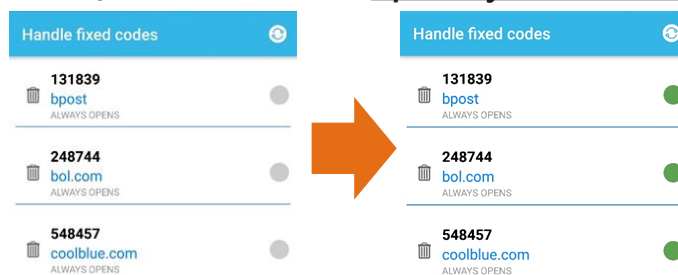 Handle fixed codes
131839
bpost
ALWAYS OPENS
248744
bol.com
ALWAYS OPENS
548457
coolblue.com
ALWAYS OPENS
Handle fixed codes
131839
bpost
ALWAYS OPENS
248744
bol.com
ALWAYS OPENS
548457
coolblue.com
ALWAYS OPENS